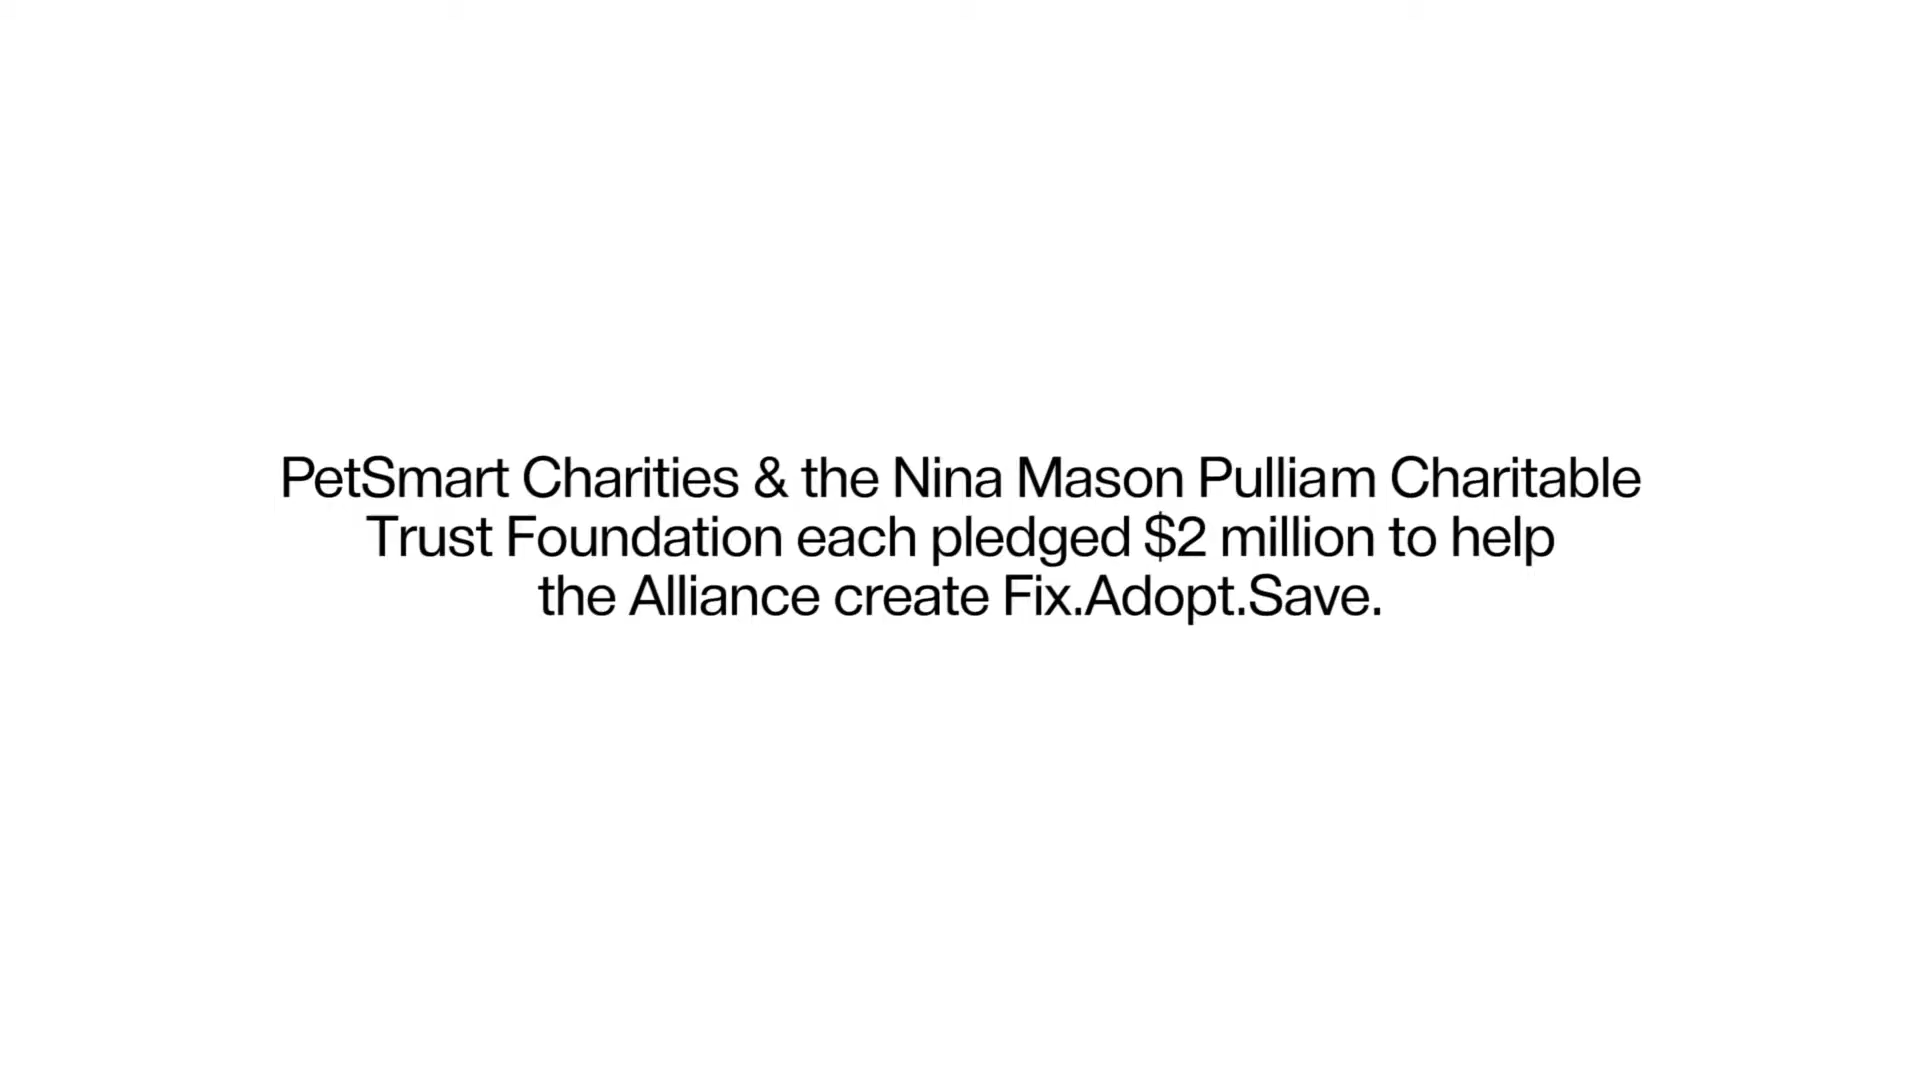 PetSmart Charities & the Nina Mason Pulliam Charitable
Trust Foundation each pledged $2 million to help
the Alliance create Fix.Adopt.Save.